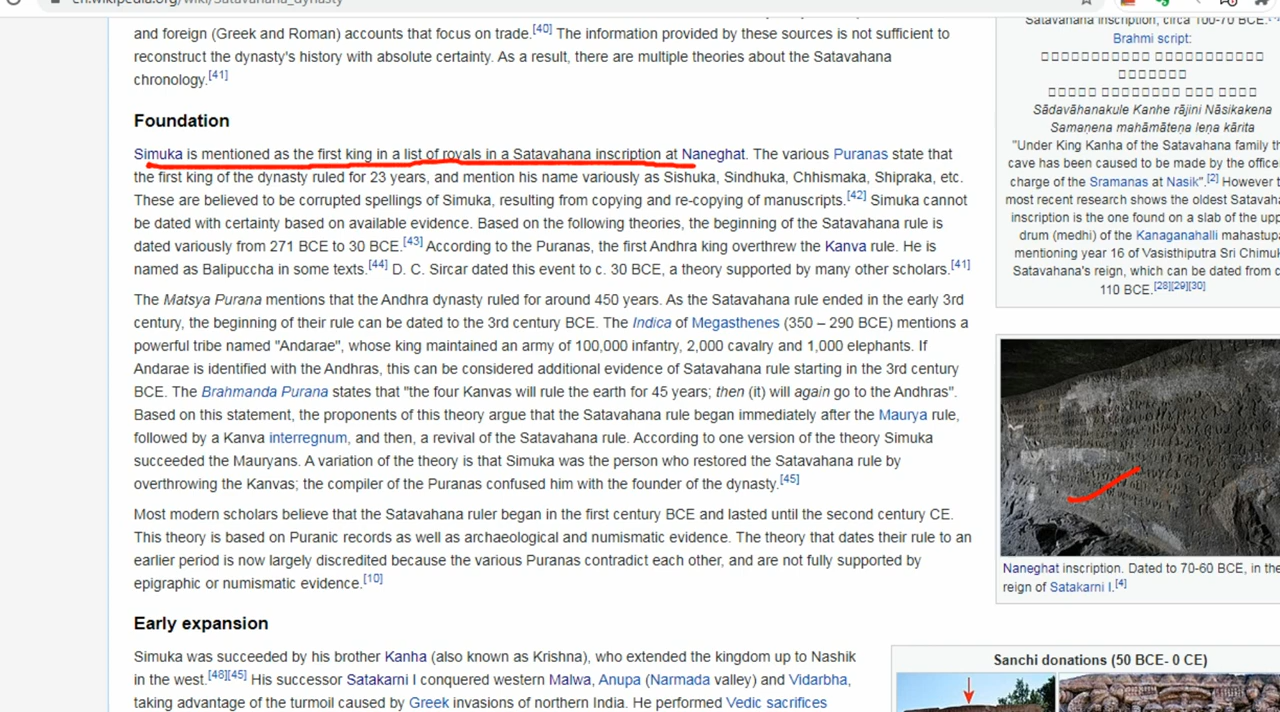 en.wikipedia.org/wiki/Satavahana_dynasty
and foreign (Greek and Roman) accounts that focus on trade.[40] The information provided by these sources is not sufficient to
reconstruct the dynasty's history with absolute certainty. As a result, there are multiple theories about the Satavahana
chronology.[41]
Foundation
Simuka is mentioned as the first king in a list of royals in a Satavahana inscription at Naneghat. The various Puranas state that
the first king of the dynasty ruled for 23 years, and mention his name variously as Sishuka, Sindhuka, Chhismaka, Shipraka, etc.
These are believed to be corrupted spellings of Simuka, resulting from copying and re-copying of manuscripts.[42] Simuka cannot
be dated with certainty based on available evidence. Based on the following theories, the beginning of the Satavahana rule is
dated variously from 271 BCE to 30 BCE.[43] According to the Puranas, the first Andhra king overthrew the Kanva rule. He is
named as Balipuccha in some texts.[44] D. C. Sircar dated this event to c. 30 BCE, a theory supported by many other scholars.[41]
The Matsya Purana mentions that the Andhra dynasty ruled for around 450 years. As the Satavahana rule ended in the early 3rd
century, the beginning of their rule can be dated to the 3rd century BCE. The Indica of Megasthenes (350 – 290 BCE) mentions a
powerful tribe named "Andarae", whose king maintained an army of 100,000 infantry, 2,000 cavalry and 1,000 elephants. If
Andarae is identified with the Andhras, this can be considered additional evidence of Satavahana rule starting in the 3rd century
BCE. The Brahmanda Purana states that "the four Kanvas will rule the earth for 45 years; then (it) will again go to the Andhras".
Based on this statement, the proponents of this theory argue that the Satavahana rule began immediately after the Maurya rule,
followed by a Kanva interregnum, and then, a revival of the Satavahana rule. According to one version of the theory Simuka
succeeded the Mauryans. A variation of the theory is that Simuka was the person who restored the Satavahana rule by
overthrowing the Kanvas; the compiler of the Puranas confused him with the founder of the dynasty.[45]
Most modern scholars believe that the Satavahana ruler began in the first century BCE and lasted until the second century CE.
This theory is based on Puranic records as well as archaeological and numismatic evidence. The theory that dates their rule to an
earlier period is now largely discredited because the various Puranas contradict each other, and are not fully supported by
epigraphic or numismatic evidence.[10]
Early expansion
Simuka was succeeded by his brother Kanha (also known as Krishna), who extended the kingdom up to Nashik
in the west.[46][45] His successor Satakarni I conquered western Malwa, Anupa (Narmada valley) and Vidarbha,
taking advantage of the turmoil caused by Greek invasions of northern India. He performed Vedic sacrifices
Satavahana inscription, circa 100-70 BCE.
Brahmi script:
Sādavāhanakule Kanhe rājini Nāsikakena
Samaṇena mahāmāteṇa leṇa kārita
"Under King Kanha of the Satavahana family th
cave has been caused to be made by the office
charge of the Sramanas at Nasik".[2] However t
most recent research shows the oldest Satavaha
inscription is the one found on a slab of the upp
drum (medhi) of the Kanaganahalli mahastupa
mentioning year 16 of Vasisthiputra Sri Chimuk
Satavahana's reign, which can be dated from c
110 BCE.[28][29][30]
Naneghat inscription. Dated to 70-60 BCE, in the
reign of Satakarni I.[4]
Sanchi donations (50 BCE- 0 CE)